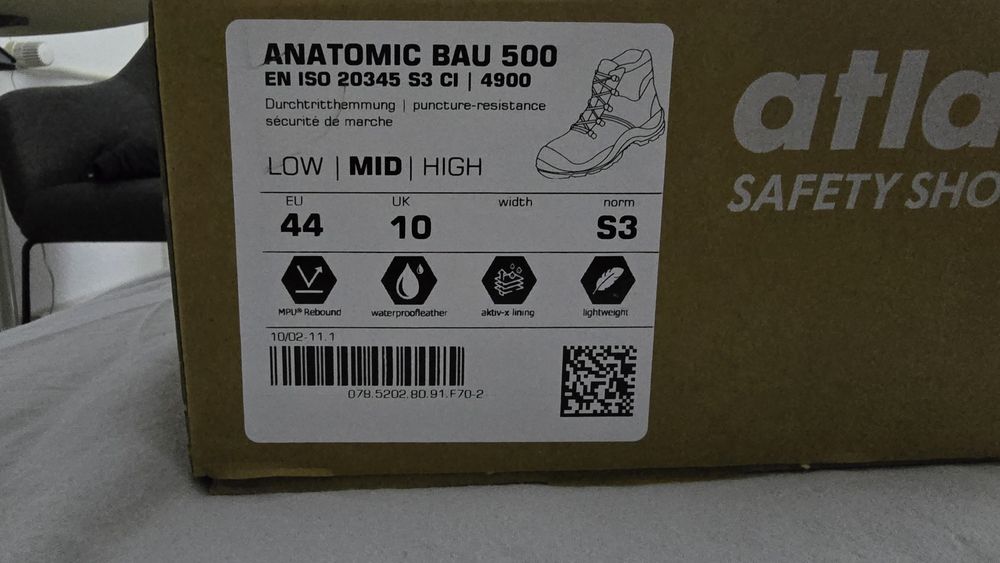 ANATOMIC BAU 500
EN ISO 20345 S3 CI | 4900
Durchtritthemmung | puncture-resistance
sécurité de marche
LOW | MID | HIGH
EU UK width norm
44 10 S3
MPU® Rebound waterproofleather aktiv-x lining lightweight
10/02-11.1
078.5202.80.91.F70-2
atla
SAFETY SHO